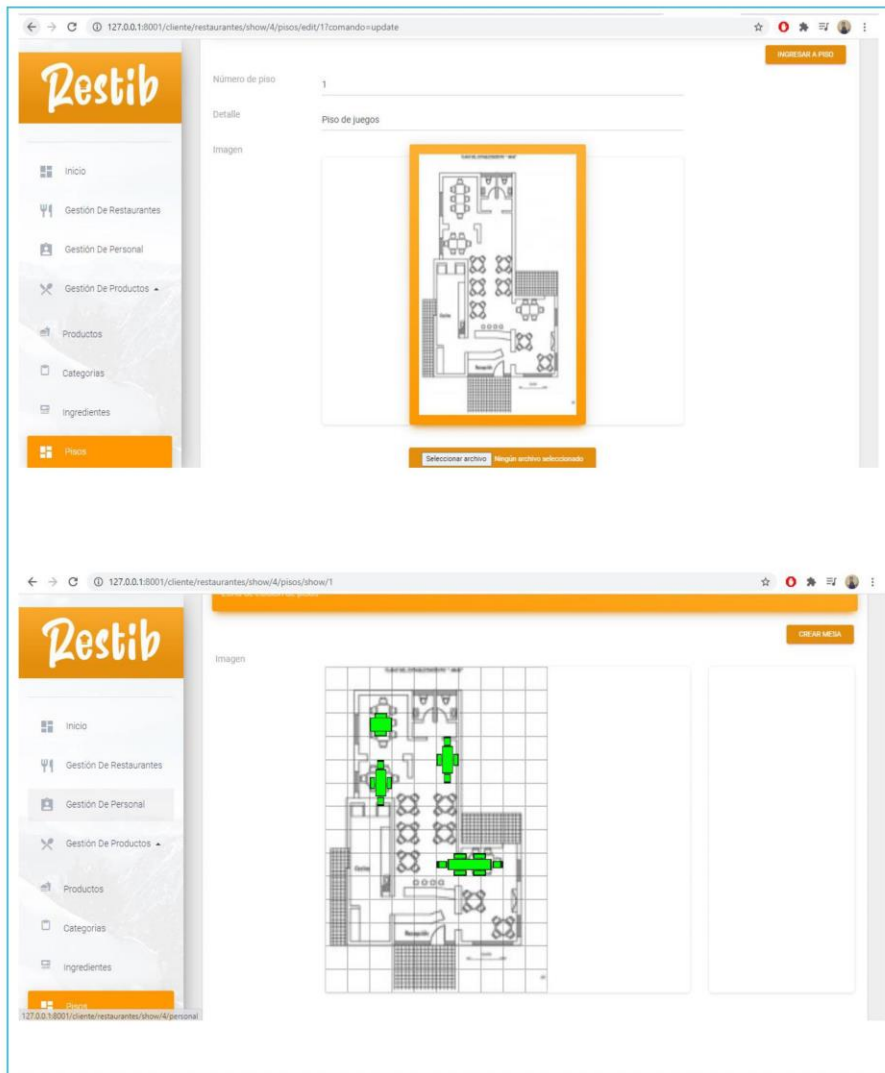 127.0.0.1:8001/cliente/restaurantes/show/4/pisos/edit/1?comando=update
Restib
INGRESAR A PISO
Número de piso
1
Detalle
Piso de juegos
Imagen
Inicio
Gestión De Restaurantes
Gestión De Personal
Gestión De Productos
Productos
Categorias
Ingredientes
Pisos
Recepción
Seleccionar archivo Ningún archivo seleccionado
127.0.0.1:8001/cliente/restaurantes/show/4/pisos/show/1
Restib
CREAR MESA
Imagen
Inicio
Gestión De Restaurantes
Gestión De Personal
Gestión De Productos
Productos
Categorias
Ingredientes
Pisos
Recepción
127.0.0.1:8001/cliente/restaurantes/show/4/personal